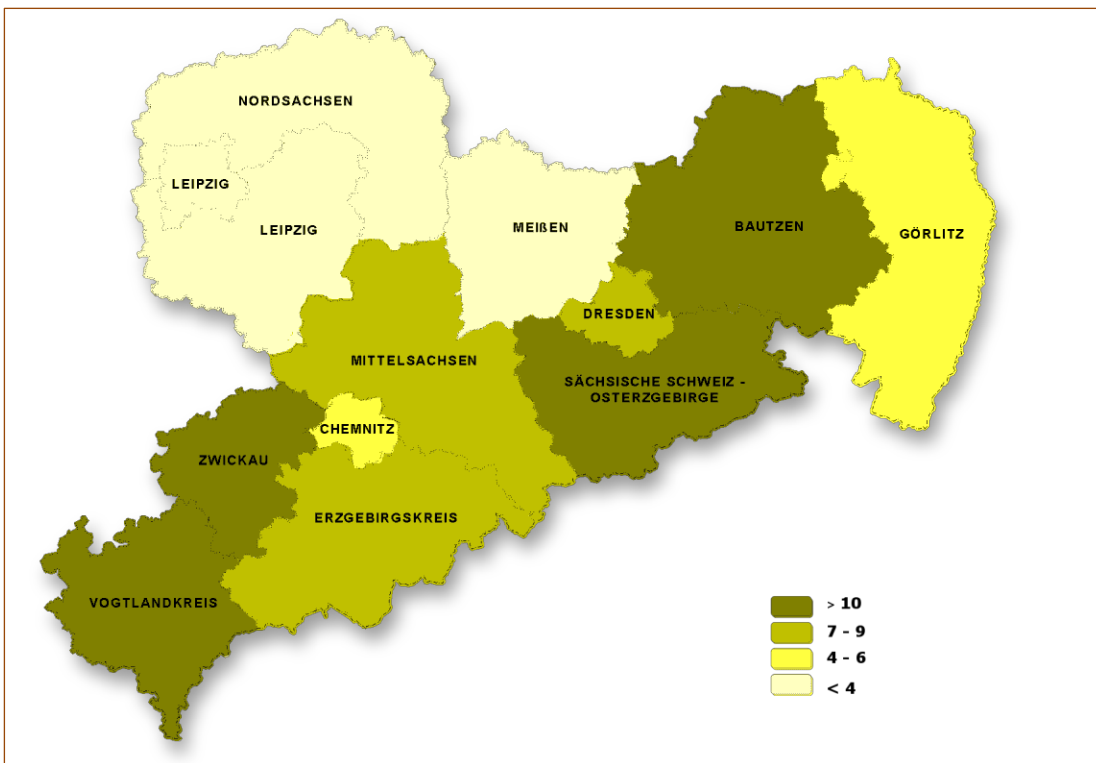 NORDSACHSEN
LEIPZIG
LEIPZIG
MEIßEN
BAUTZEN
GÖRLITZ
DRESDEN
MITTELSACHSEN
SÄCHSISCHE SCHWEIZ -
OSTERZGEBIRGE
CHEMNITZ
ZWICKAU
ERZGEBIRGSKREIS
VOGTLANDKREIS
> 10
7 - 9
4 - 6
< 4